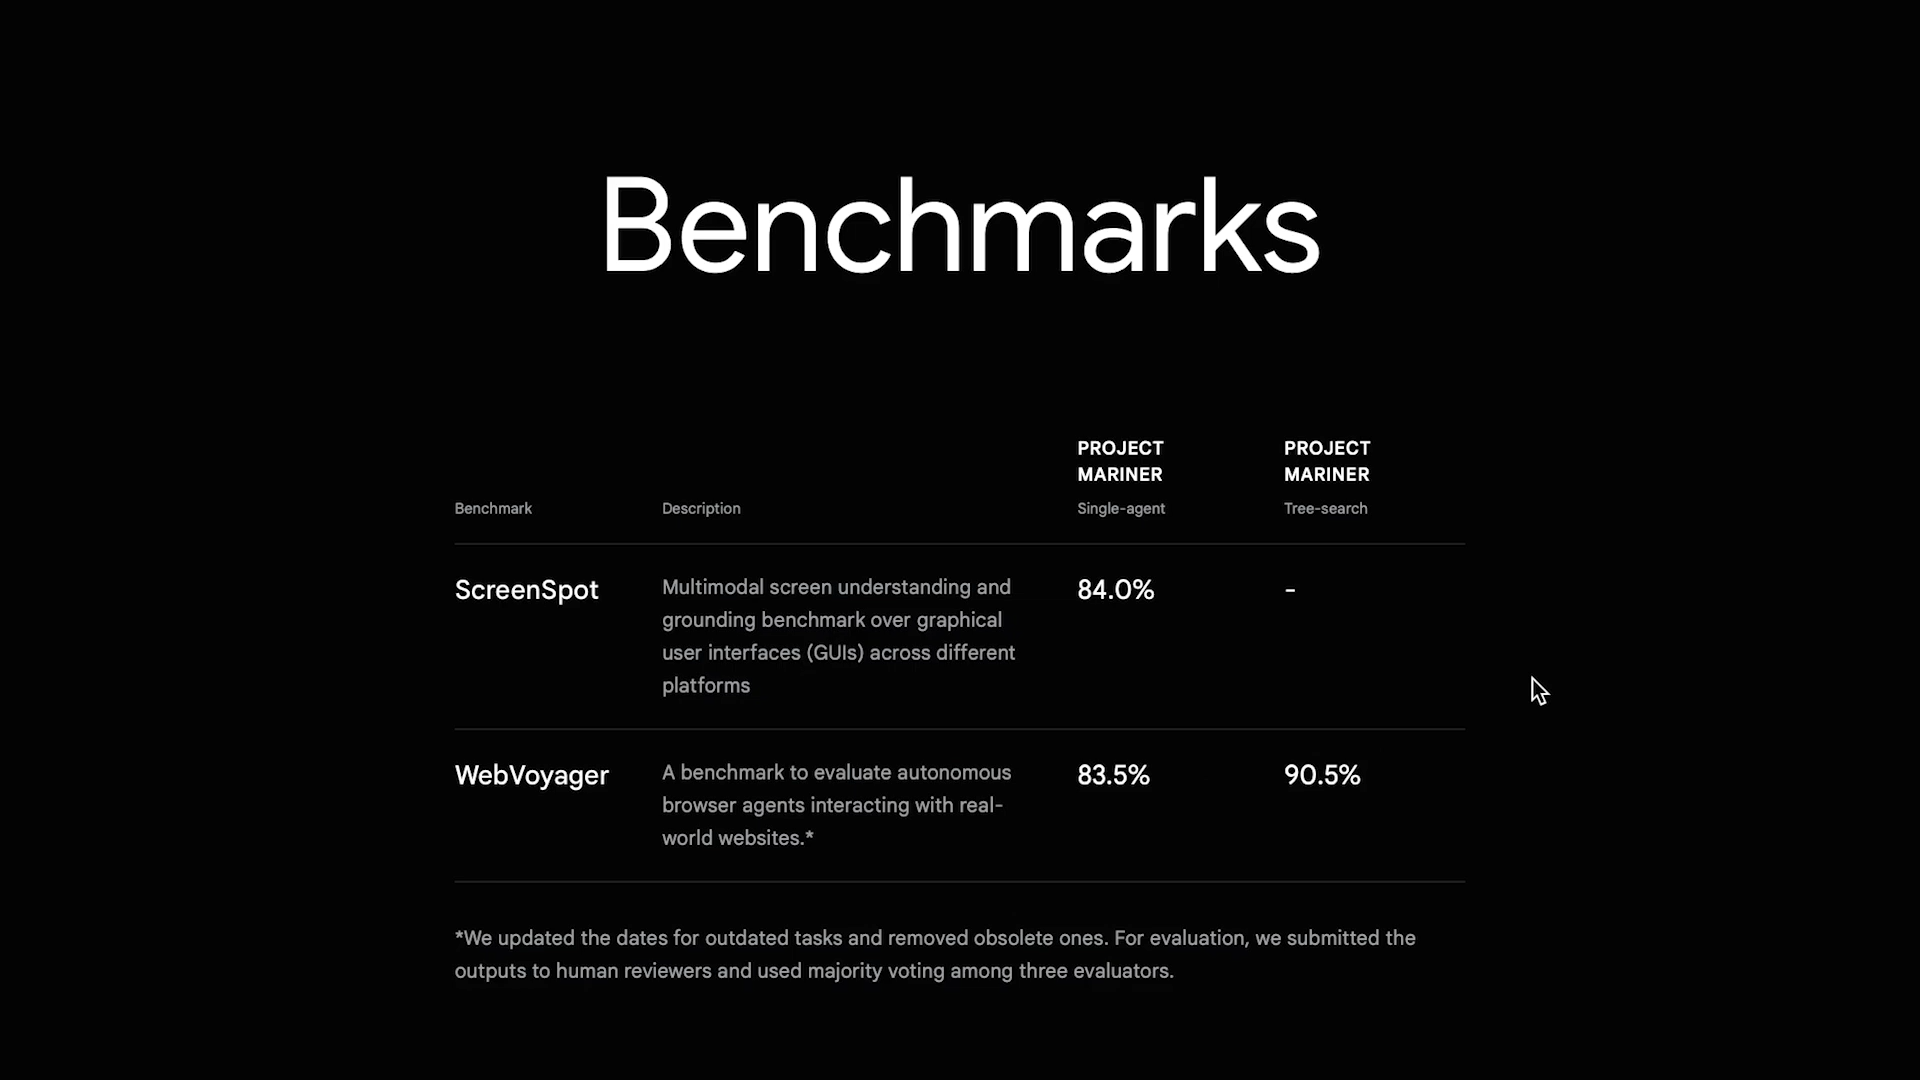 Benchmarks
PROJECT
MARINER
PROJECT
MARINER
Benchmark
Description
Single-agent
Tree-search
ScreenSpot
Multimodal screen understanding and
grounding benchmark over graphical
user interfaces (GUIs) across different
platforms
84.0%
-
WebVoyager
A benchmark to evaluate autonomous
browser agents interacting with real-
world websites.*
83.5%
90.5%
*We updated the dates for outdated tasks and removed obsolete ones. For evaluation, we submitted the
outputs to human reviewers and used majority voting among three evaluators.